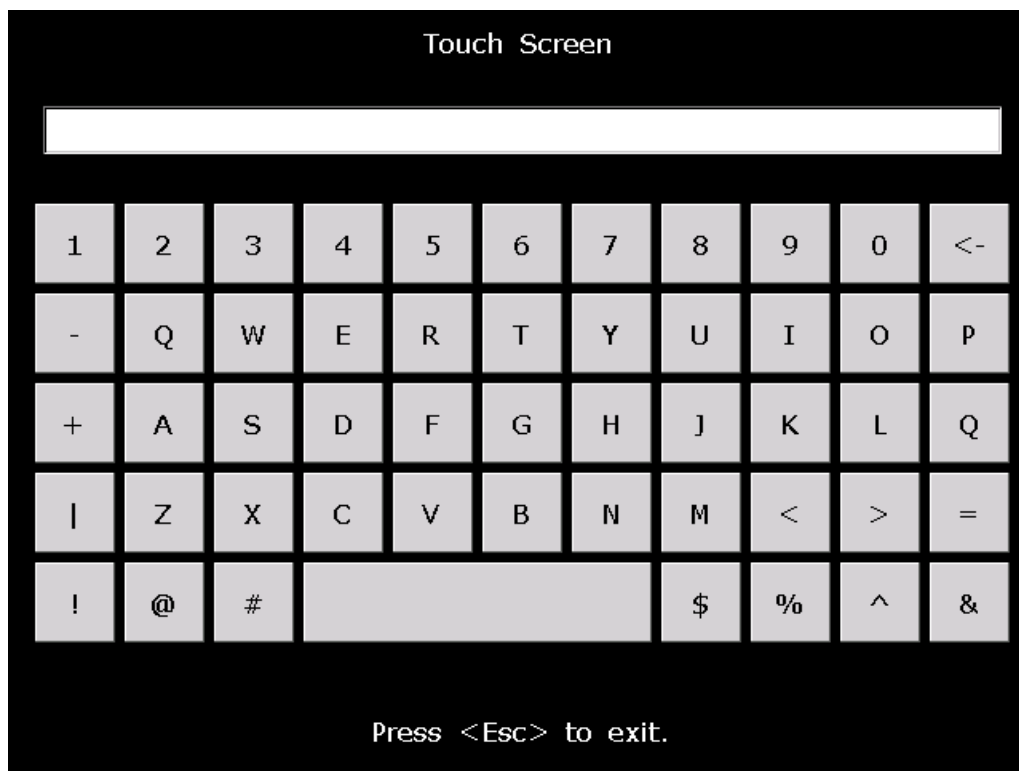 Touch Screen
1 2 3 4 5 6 7 8 9 0 <-
- Q W E R T Y U I O P
+ A S D F G H J K L Q
| Z X C V B N M < > =
! @ # $ % ^ &
Press <Esc> to exit.